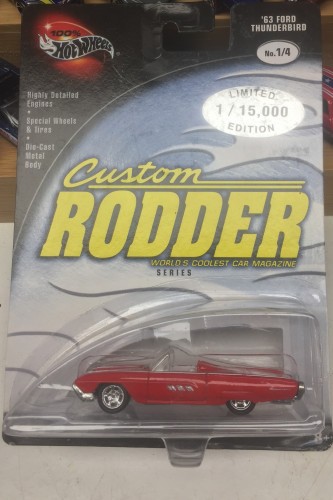 100%
Hot Wheels
'63 FORD
THUNDERBIRD
No. 1/4
Highly Detailed
Engines
•
Special Wheels
& Tires
•
Die-Cast
Metal
Body
LIMITED
1 / 15,000
EDITION
Custom
RODDER
WORLD'S COOLEST CAR MAGAZINE
SERIES
8+